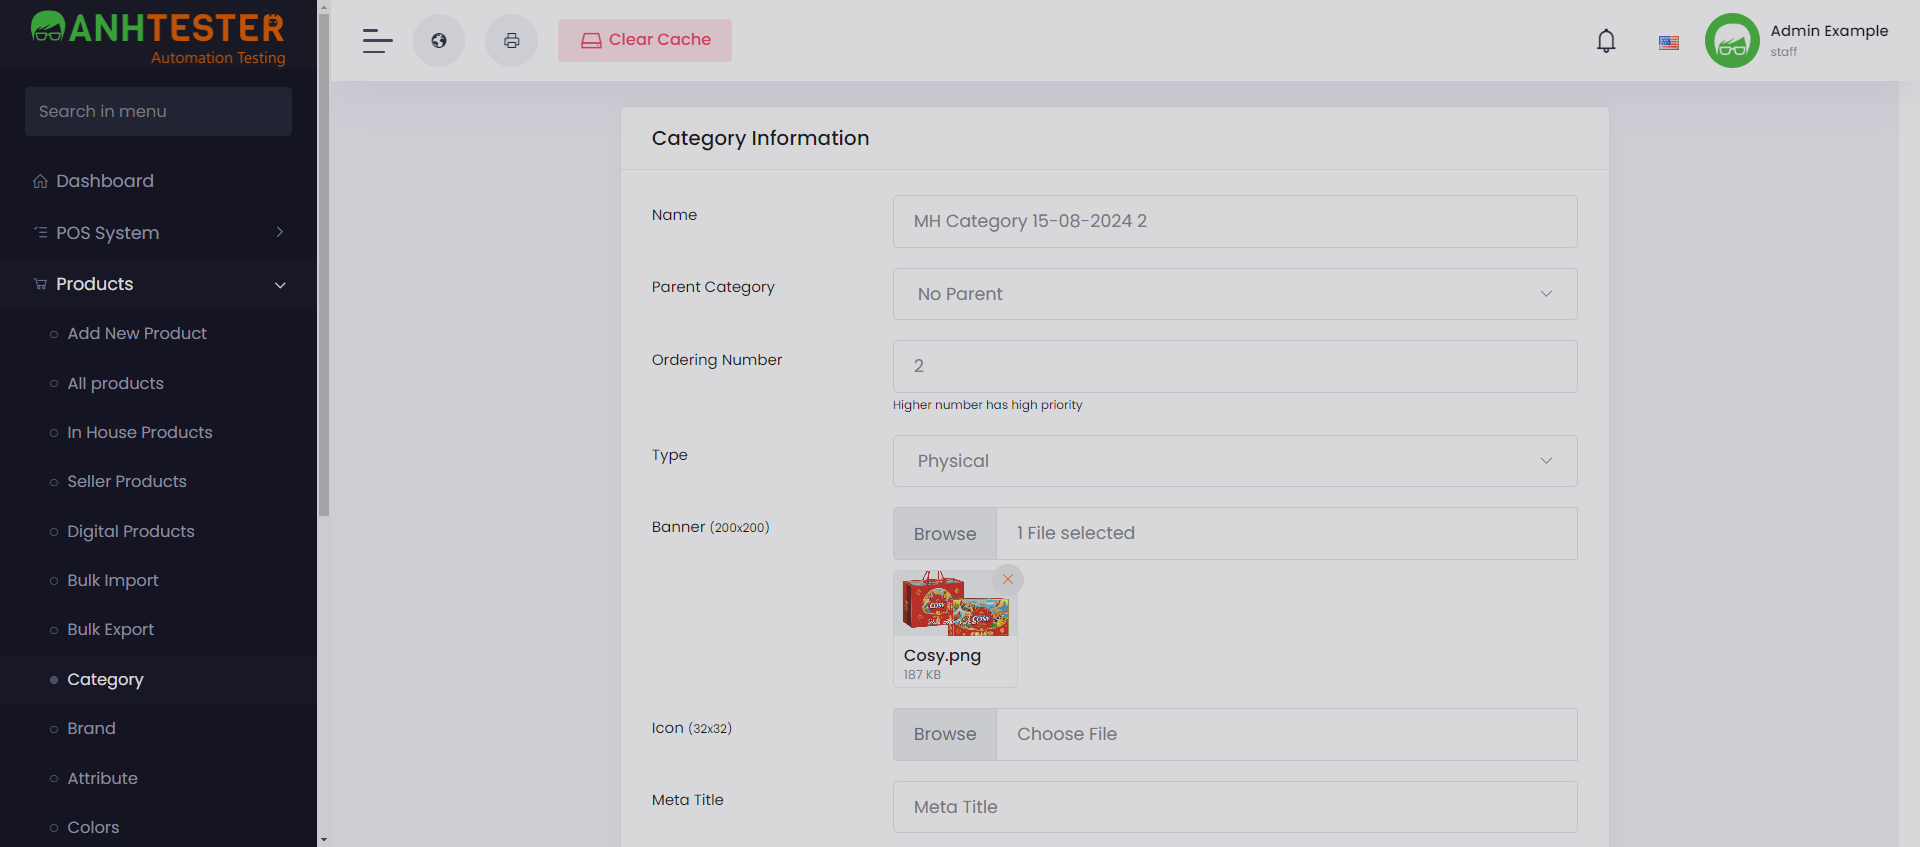 ANHTESTER
Automation Testing
Search in menu
Dashboard
POS System
Products
Add New Product
All products
In House Products
Seller Products
Digital Products
Bulk Import
Bulk Export
Category
Brand
Attribute
Colors
Clear Cache
Admin Example
staff
Category Information
Name
MH Category 15-08-2024 2
Parent Category
No Parent
Ordering Number
2
Higher number has high priority
Type
Physical
Banner (200x200)
Browse
1 File selected
COSY
COSY
Cosy.png
187 KB
Icon (32x32)
Browse
Choose File
Meta Title
Meta Title